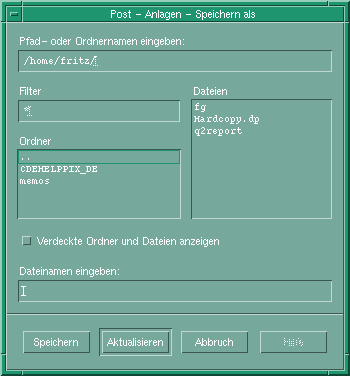 Post - Anlagen - Speichern als
Pfad- oder Ordnernamen eingeben:
/home/fritz/
Filter
*
Dateien
fg
Hardcopy.dp
q2report
Ordner
..
CDEHELPPIX_DE
memos
Verdeckte Ordner und Dateien anzeigen
Dateinamen eingeben:
Speichern
Aktualisieren
Abbruch